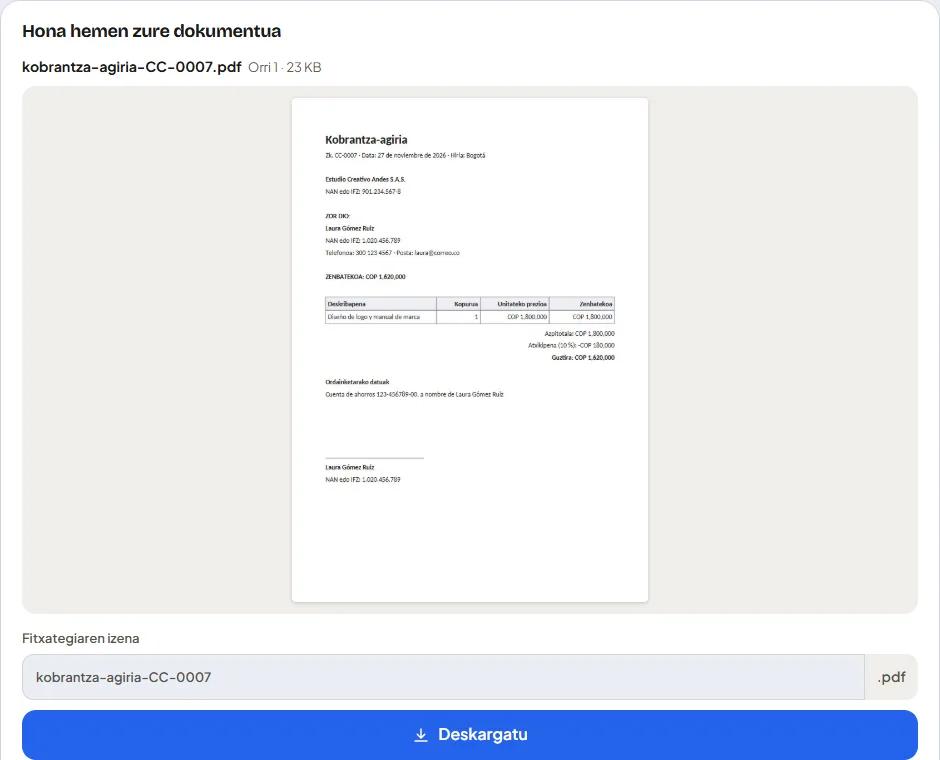 Hona hemen zure dokumentua
kobrantza-agiria-CC-0007.pdf Orri 1 · 23 KB
Kobrantza-agiria
Zk. CC-0007 · Data: 27 de noviembre de 2026 · Hiria: Bogotá
Estudio Creativo Andes S.A.S.
NAN edo IFZ: 901.234.567-8
ZOR DIO:
Laura Gómez Ruiz
NAN edo IFZ: 1.020.456.789
Telefonoa: 300 123 4567 · Posta: laura@correo.co
ZENBATEKOA: COP 1,620,000
Deskribapena Kopurua Unitateko prezioa Zenbatekoa
Diseño de logo y manual de marca 1 COP 1,800,000 COP 1,800,000
Azpitotala: COP 1,800,000
Atxikipena (10 %): -COP 180,000
Guztira: COP 1,620,000
Ordainketarako datuak
Cuenta de ahorros 123-456789-00, a nombre de Laura Gómez Ruiz
Laura Gómez Ruiz
NAN edo IFZ: 1.020.456.789
Fitxategiaren izena
kobrantza-agiria-CC-0007 .pdf
Deskargatu